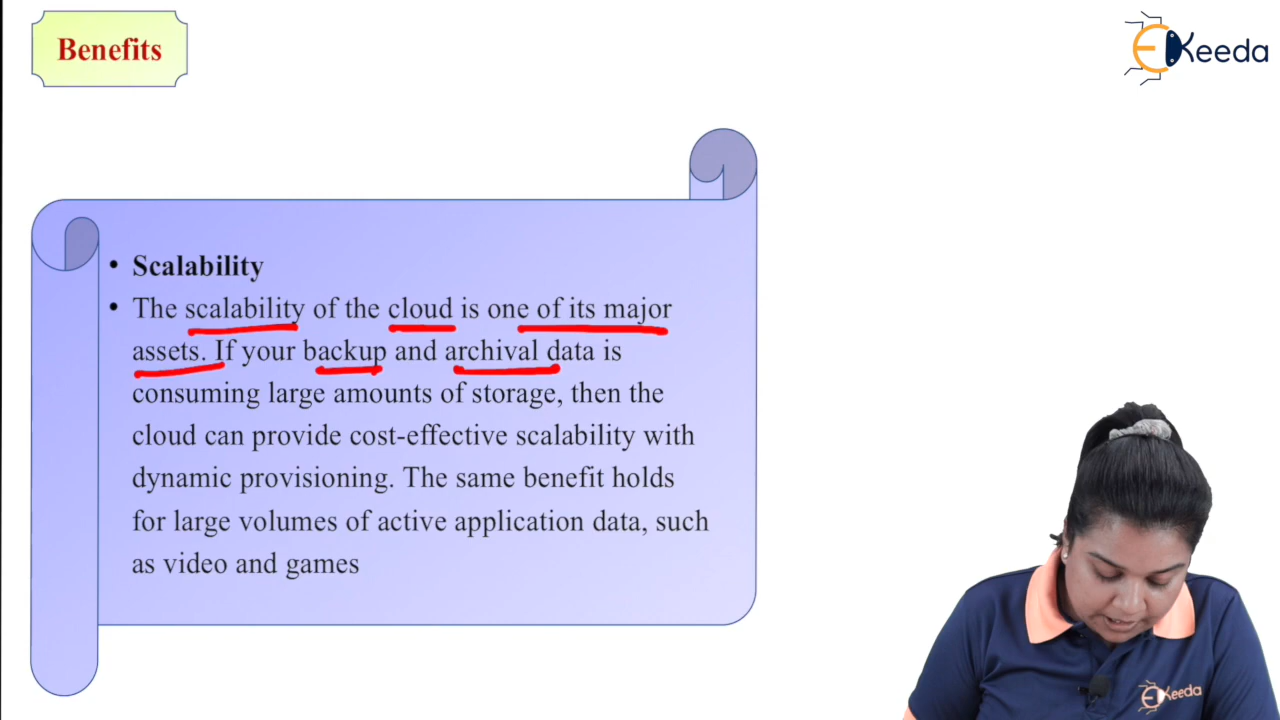 Benefits
EKeeda
• Scalability
• The scalability of the cloud is one of its major
assets. If your backup and archival data is
consuming large amounts of storage, then the
cloud can provide cost-effective scalability with
dynamic provisioning. The same benefit holds
for large volumes of active application data, such
as video and games
EKeeda